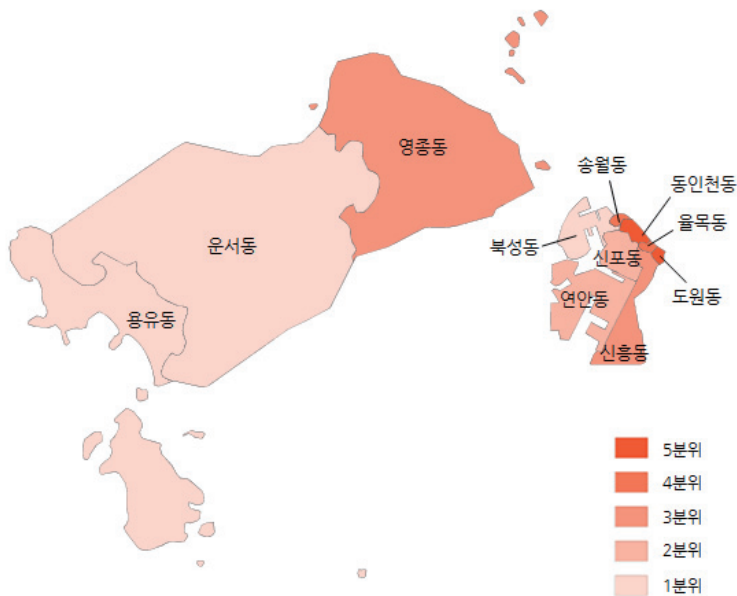 영종동
송월동
동인천동
율목동
북성동
신포동
운서동
도원동
연안동
용유동
신흥동
5분위
4분위
3분위
2분위
1분위